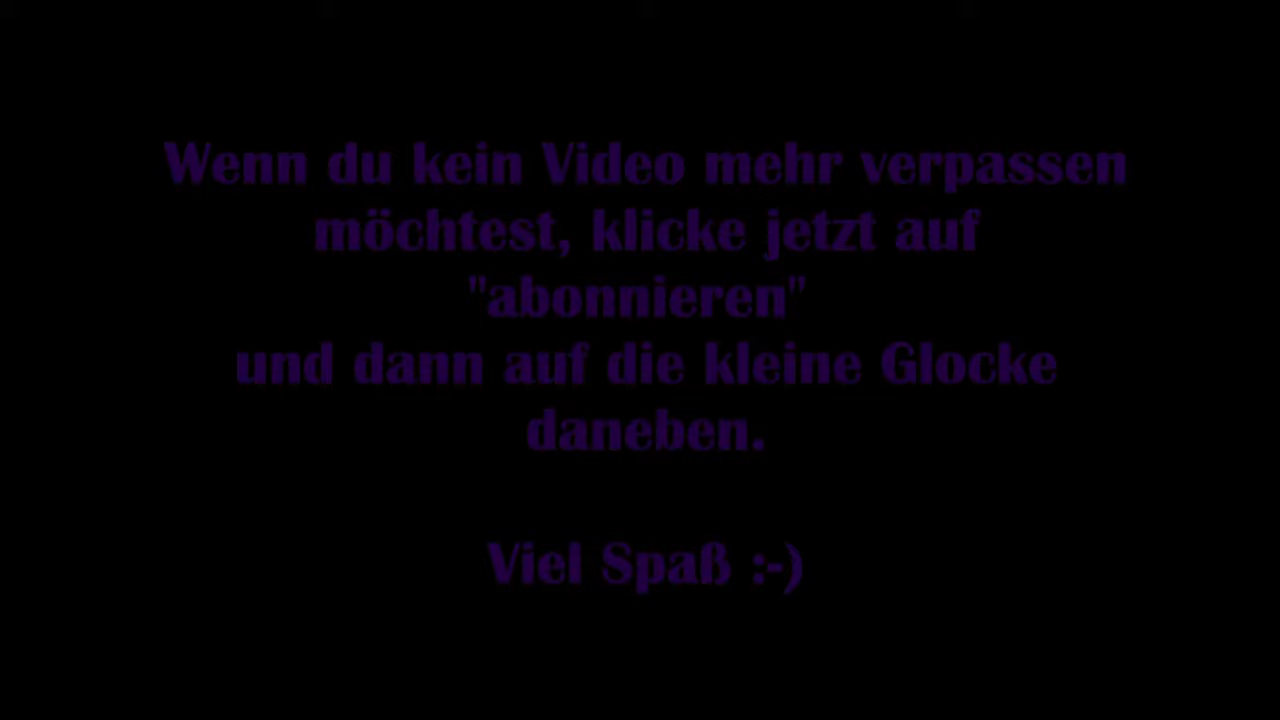 Wenn du kein Video mehr verpassen
möchtest, klicke jetzt auf
"abonnieren"
und dann auf die kleine Glocke
daneben.
Viel Spaß :-)